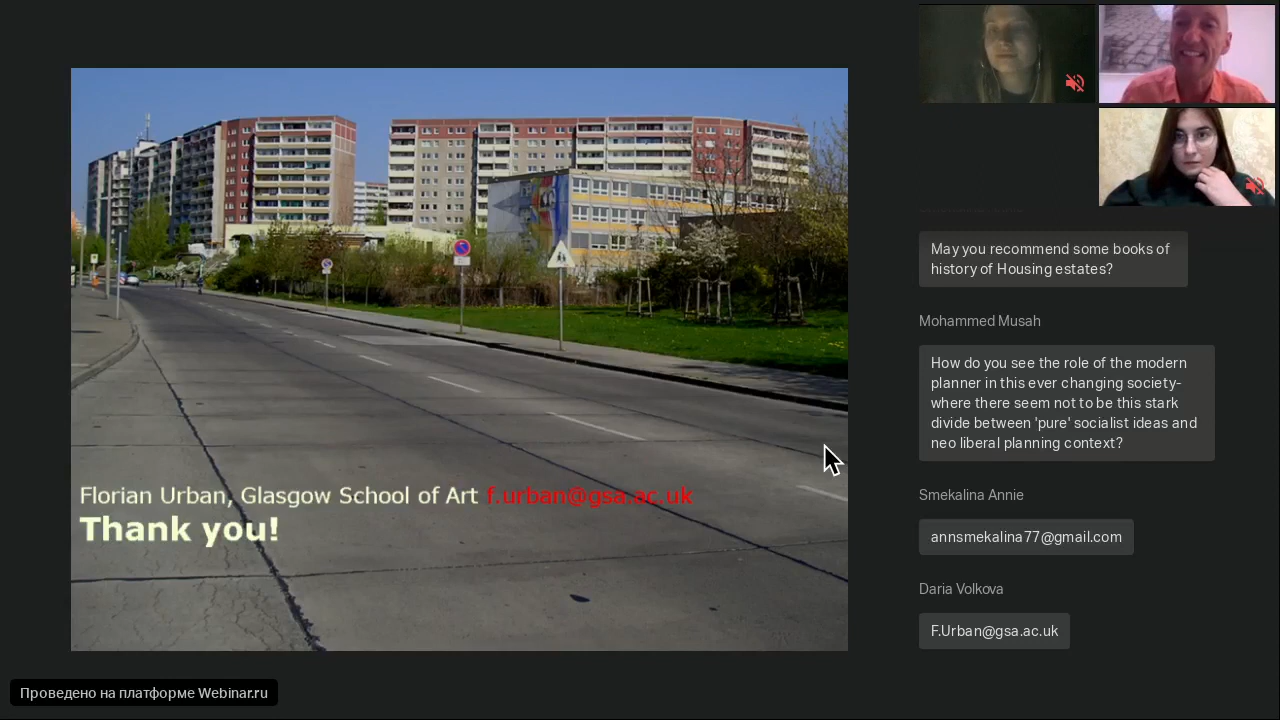 Florian Urban, Glasgow School of Art f.urban@gsa.ac.uk
Thank you!
May you recommend some books of
history of Housing estates?
Mohammed Musah
How do you see the role of the modern
planner in this ever changing society-
where there seem not to be this stark
divide between 'pure' socialist ideas and
neo liberal planning context?
Smekalina Annie
annsmekalina77@gmail.com
Daria Volkova
F.Urban@gsa.ac.uk
Проведено на платформе Webinar.ru